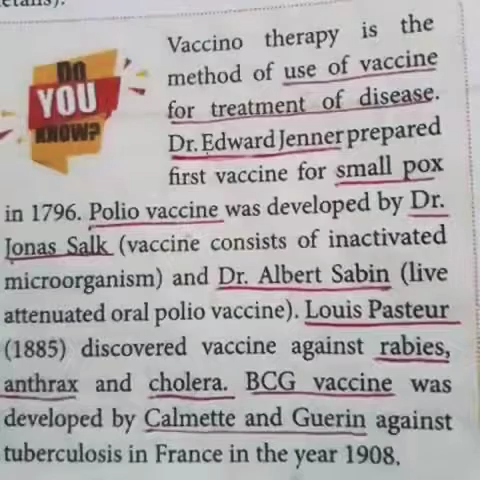 DO
YOU
KNOW?
Vaccino therapy is the
method of use of vaccine
for treatment of disease.
Dr. Edward Jenner prepared
first vaccine for small pox
in 1796. Polio vaccine was developed by Dr.
Jonas Salk (vaccine consists of inactivated
microorganism) and Dr. Albert Sabin (live
attenuated oral polio vaccine). Louis Pasteur
(1885) discovered vaccine against rabies,
anthrax and cholera. BCG vaccine was
developed by Calmette and Guerin against
tuberculosis in France in the year 1908.